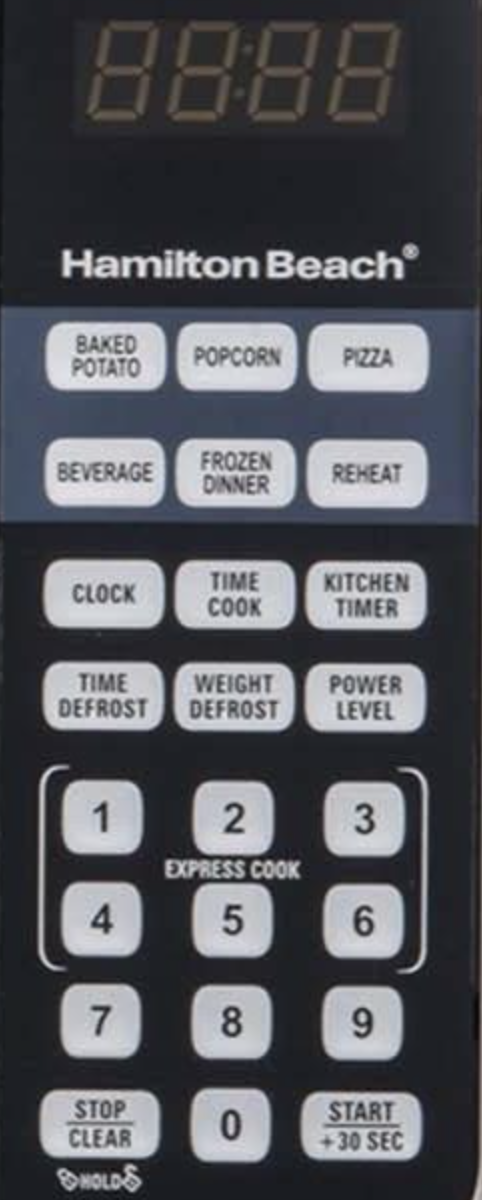 88:88
Hamilton Beach®
BAKED POTATO
POPCORN
PIZZA
BEVERAGE
FROZEN DINNER
REHEAT
CLOCK
TIME COOK
KITCHEN TIMER
TIME DEFROST
WEIGHT DEFROST
POWER LEVEL
1
2
3
EXPRESS COOK
4
5
6
7
8
9
STOP
CLEAR
0
START
+30 SEC
HOLD